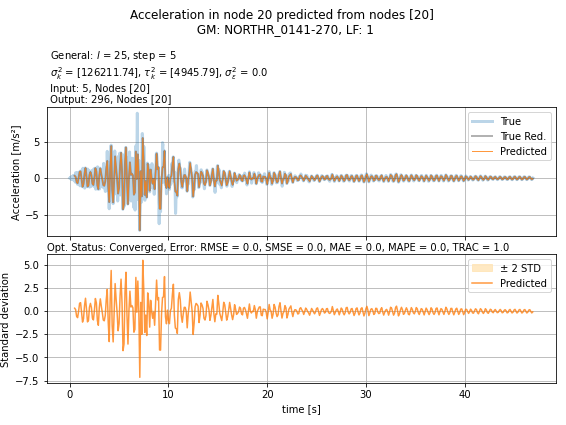 Acceleration in node 20 predicted from nodes [20]
GM: NORTHR_0141-270, LF: 1
General: l = 25, step = 5
σ²ₖ = [126211.74], τ²ₖ = [4945.79], σ²ε = 0.0
Input: 5, Nodes [20]
Output: 296, Nodes [20]
True
True Red.
Predicted
5
0
−5
Acceleration [m/s²]
Opt. Status: Converged, Error: RMSE = 0.0, SMSE = 0.0, MAE = 0.0, MAPE = 0.0, TRAC = 1.0
± 2 STD
Predicted
5.0
2.5
0.0
−2.5
−5.0
−7.5
Standard deviation
0 10 20 30 40
time [s]